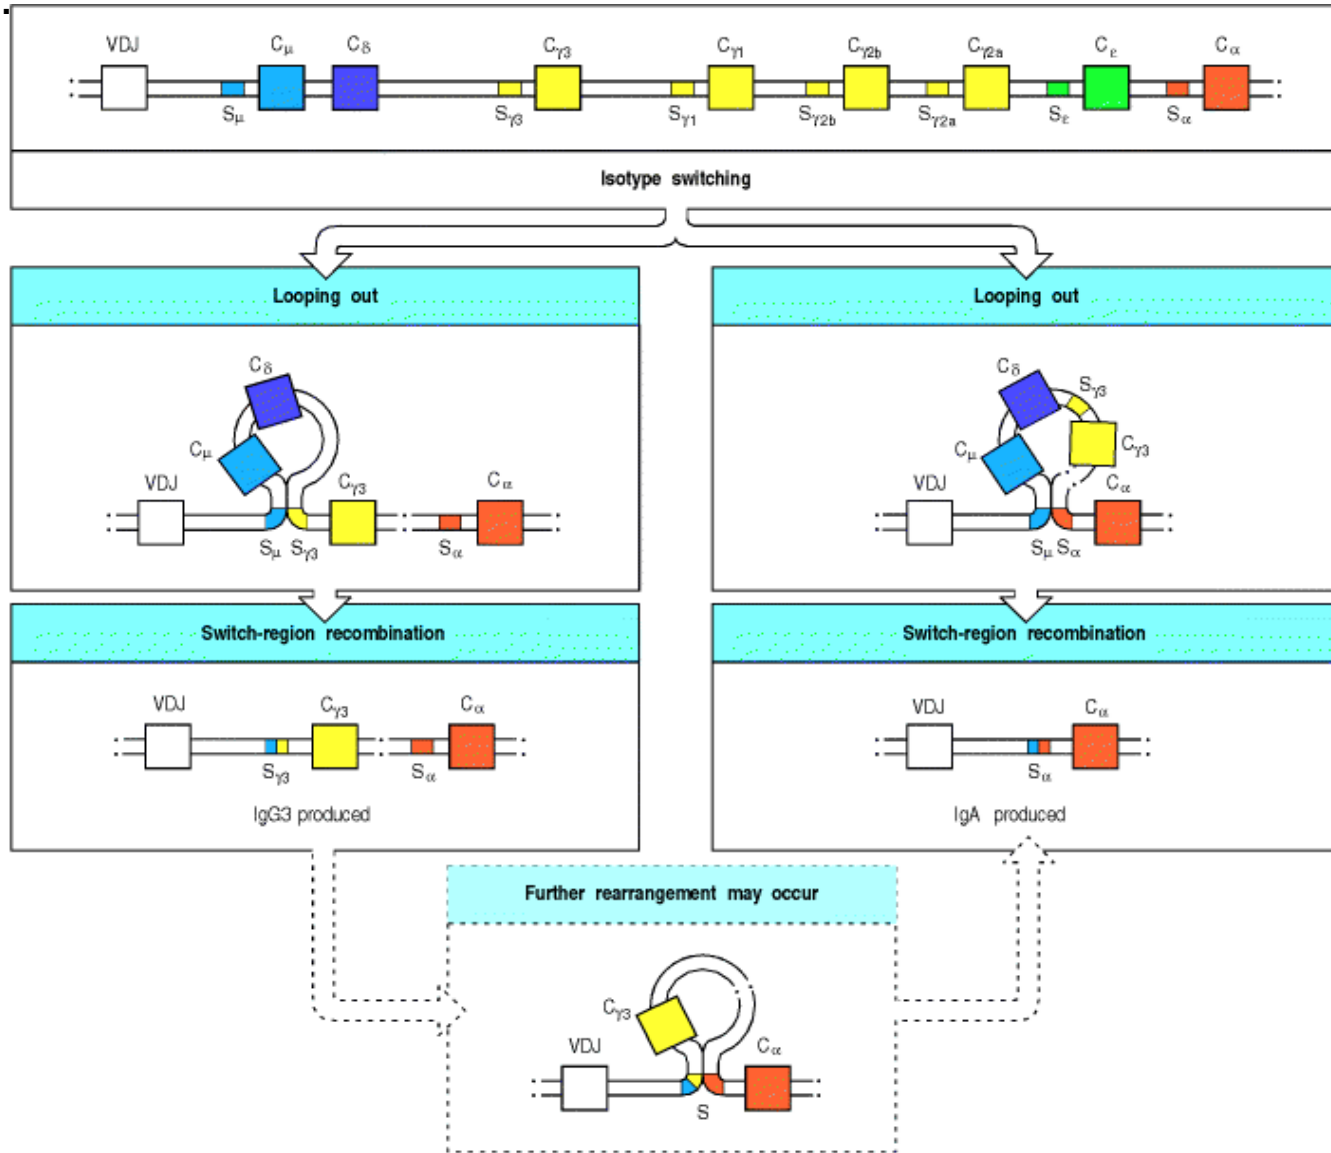 VDJ Cμ Cδ Cγ3 Cγ1 Cγ2b Cγ2a Cε Cα
Sμ Sγ3 Sγ1 Sγ2b Sγ2a Sε Sα
Isotype switching
Looping out
Cδ
Cμ
VDJ Cγ3 Cα
Sμ Sγ3 Sα
Switch-region recombination
VDJ Cγ3 Cα
Sγ3 Sα
IgG3 produced
Looping out
Cδ Sγ3
Cμ Cγ3
VDJ Cα
Sμ Sα
Switch-region recombination
VDJ Cα
Sα
IgA produced
Further rearrangement may occur
Cγ3
VDJ Cα
S